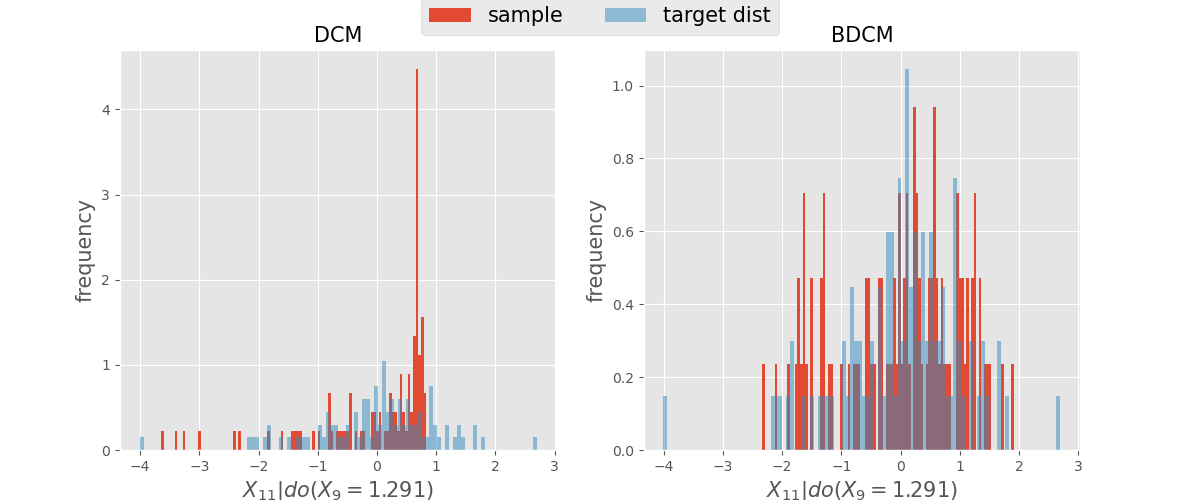 sample target dist
DCM BDCM
frequency
4
3
2
1
0
−4 −3 −2 −1 0 1 2 3
X₁₁|do(X₉ = 1.291)
frequency
1.0
0.8
0.6
0.4
0.2
0.0
−4 −3 −2 −1 0 1 2 3
X₁₁|do(X₉ = 1.291)